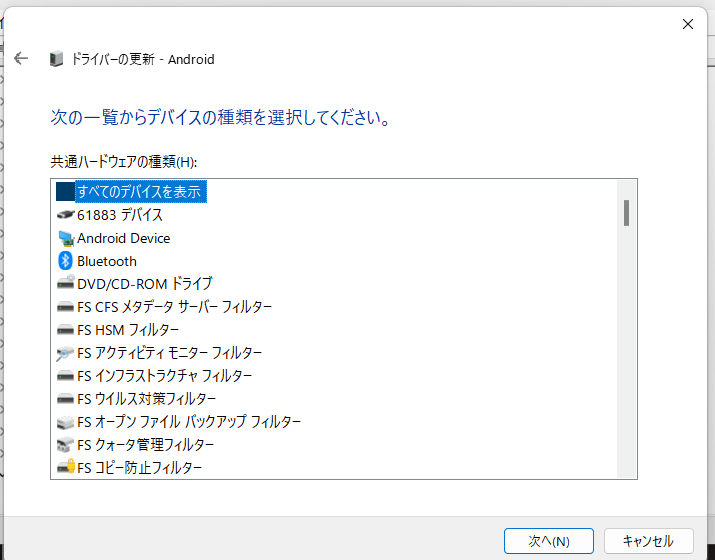 ドライバーの更新 - Android
次の一覧からデバイスの種類を選択してください。
共通ハードウェアの種類(H):
すべてのデバイスを表示
61883 デバイス
Android Device
Bluetooth
DVD/CD-ROM ドライブ
FS CFS メタデータ サーバー フィルター
FS HSM フィルター
FS アクティビティ モニター フィルター
FS インフラストラクチャ フィルター
FS ウイルス対策フィルター
FS オープン ファイル バックアップ フィルター
FS クォータ管理フィルター
FS コピー防止フィルター
次へ(N)
キャンセル